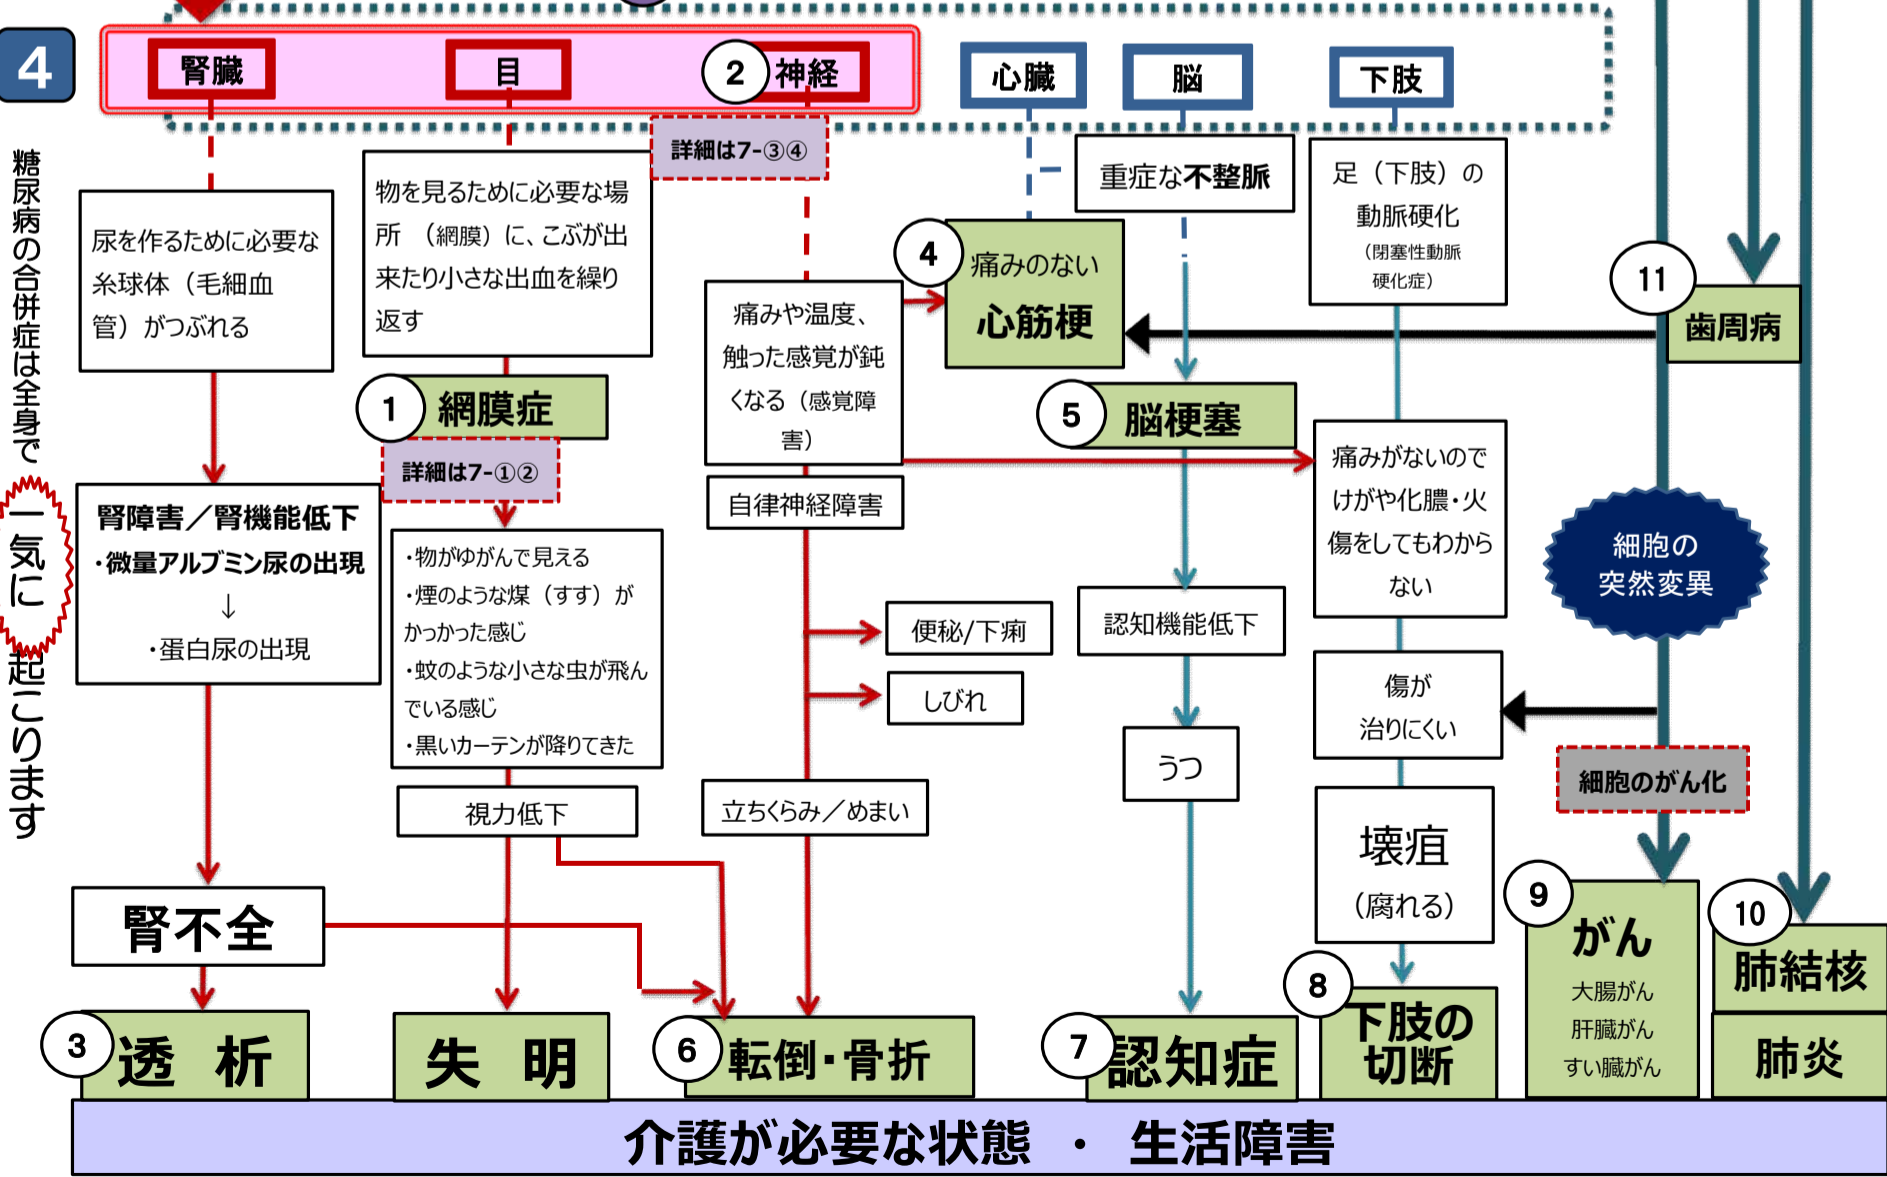 4
糖尿病の合併症は全身で
一気に
起こります
腎臓
目
2
神経
心臓
脳
下肢
詳細は7-③④
尿を作るために必要な
糸球体（毛細血
管）がつぶれる
物を見るために必要な場
所　（網膜）に、こぶが出
来たり小さな出血を繰り
返す
重症な不整脈
足（下肢）の
動脈硬化
（閉塞性動脈
硬化症）
4
痛みのない
心筋梗
痛みや温度、
触った感覚が鈍
くなる（感覚障
害）
11
歯周病
1
網膜症
詳細は7-①②
5
脳梗塞
自律神経障害
痛みがないので
けがや化膿・火
傷をしてもわから
ない
腎障害／腎機能低下
・微量アルブミン尿の出現
↓
・蛋白尿の出現
・物がゆがんで見える
・煙のような煤（すす）が
かっかった感じ
・蚊のような小さな虫が飛ん
でいる感じ
・黒いカーテンが降りてきた
細胞の
突然変異
便秘/下痢
しびれ
認知機能低下
傷が
治りにくい
うつ
細胞のがん化
視力低下
立ちくらみ／めまい
壊疽
（腐れる）
腎不全
9
がん
大腸がん
肝臓がん
すい臓がん
10
肺結核
肺炎
3
透 析
失 明
6
転倒・骨折
7
認知症
8
下肢の
切断
介護が必要な状態 ・ 生活障害